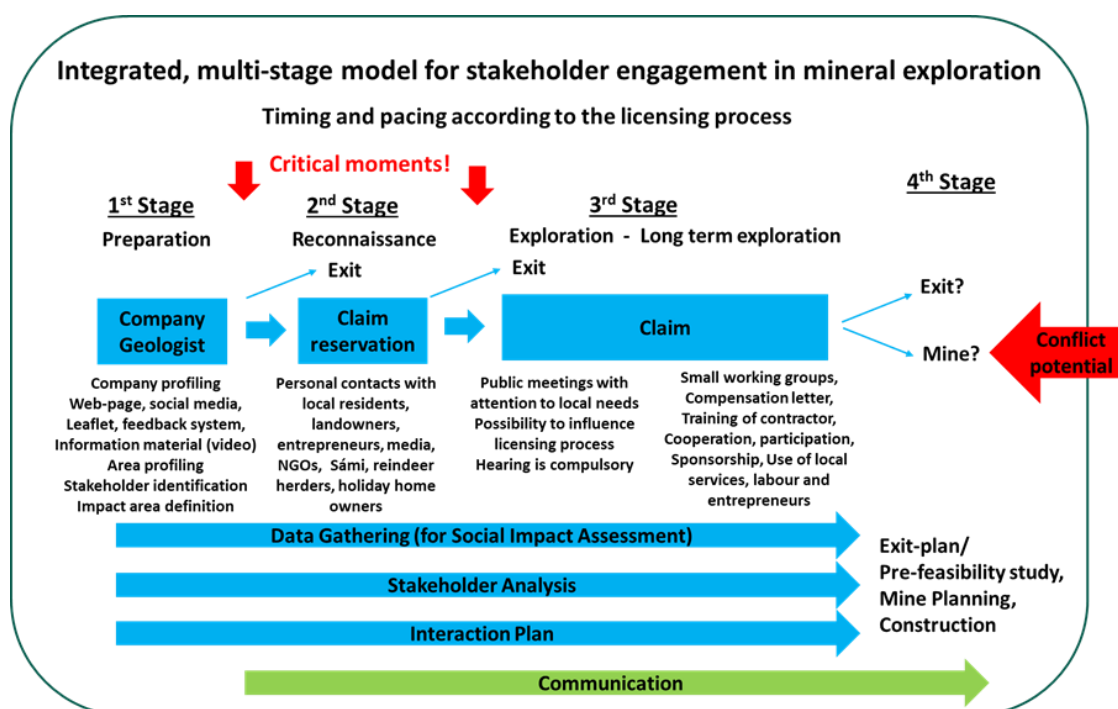 Integrated, multi-stage model for stakeholder engagement in mineral exploration
Timing and pacing according to the licensing process
Critical moments!
1st Stage
Preparation
2nd Stage
Reconnaissance
3rd Stage
Exploration - Long term exploration
4th Stage
Exit
Exit
Exit?
Mine?
Company
Geologist
Claim
reservation
Claim
Conflict
potential
Company profiling
Web-page, social media,
Leaflet, feedback system,
Information material (video)
Area profiling
Stakeholder identification
Impact area definition
Personal contacts with
local residents,
landowners,
entrepreneurs, media,
NGOs, Sámi, reindeer
herders, holiday home
owners
Public meetings with
attention to local needs
Possibility to influence
licensing process
Hearing is compulsory
Small working groups,
Compensation letter,
Training of contractor,
Cooperation, participation,
Sponsorship, Use of local
services, labour and
entrepreneurs
Data Gathering (for Social Impact Assessment)
Stakeholder Analysis
Interaction Plan
Exit-plan/
Pre-feasibility study,
Mine Planning,
Construction
Communication